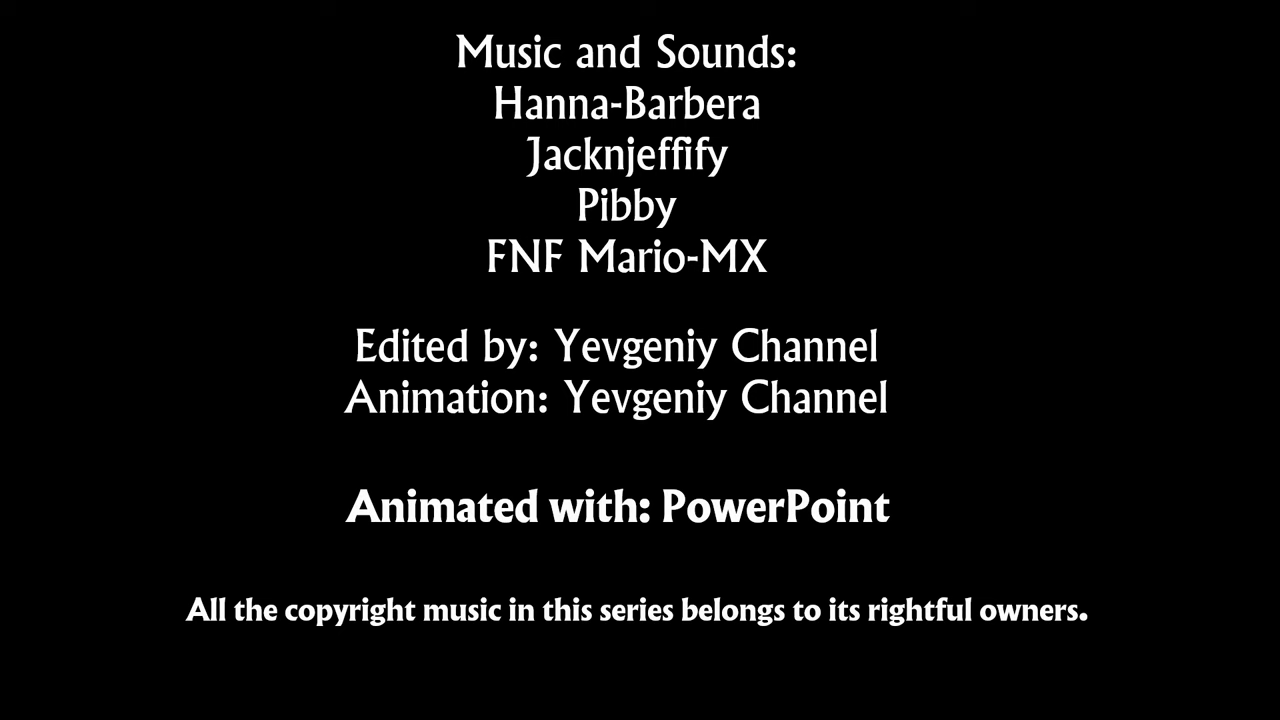 Music and Sounds:
Hanna-Barbera
Jacknjeffify
Pibby
FNF Mario-MX
Edited by: Yevgeniy Channel
Animation: Yevgeniy Channel
Animated with: PowerPoint
All the copyright music in this series belongs to its rightful owners.